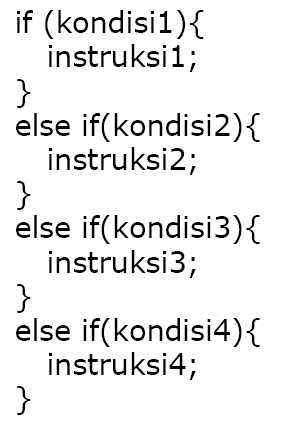 if (kondisi1){
instruksi1;
}
else if(kondisi2){
instruksi2;
}
else if(kondisi3){
instruksi3;
}
else if(kondisi4){
instruksi4;
}